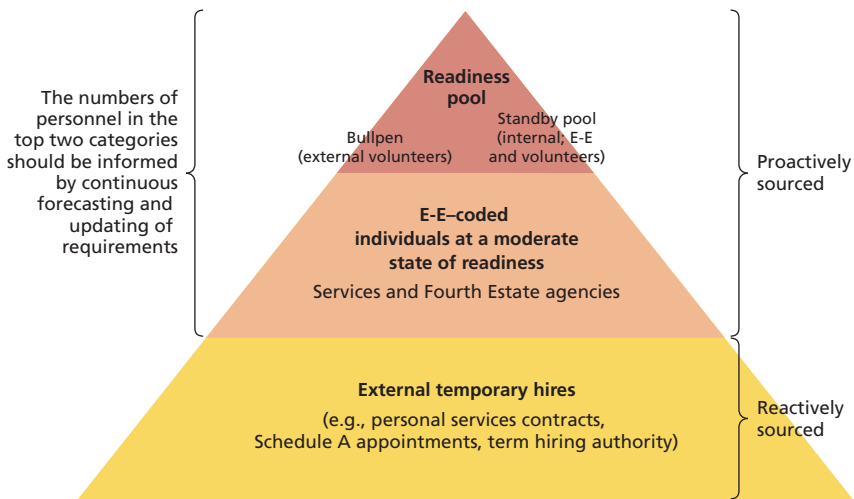 The numbers of
personnel in the
top two categories
should be informed
by continuous
forecasting and
updating of
requirements
Readiness
pool
Bullpen
(external volunteers)
Standby pool
(internal; E-E
and volunteers)
E-E–coded
individuals at a moderate
state of readiness
Services and Fourth Estate agencies
Proactively
sourced
External temporary hires
(e.g., personal services contracts,
Schedule A appointments, term hiring authority)
Reactively
sourced